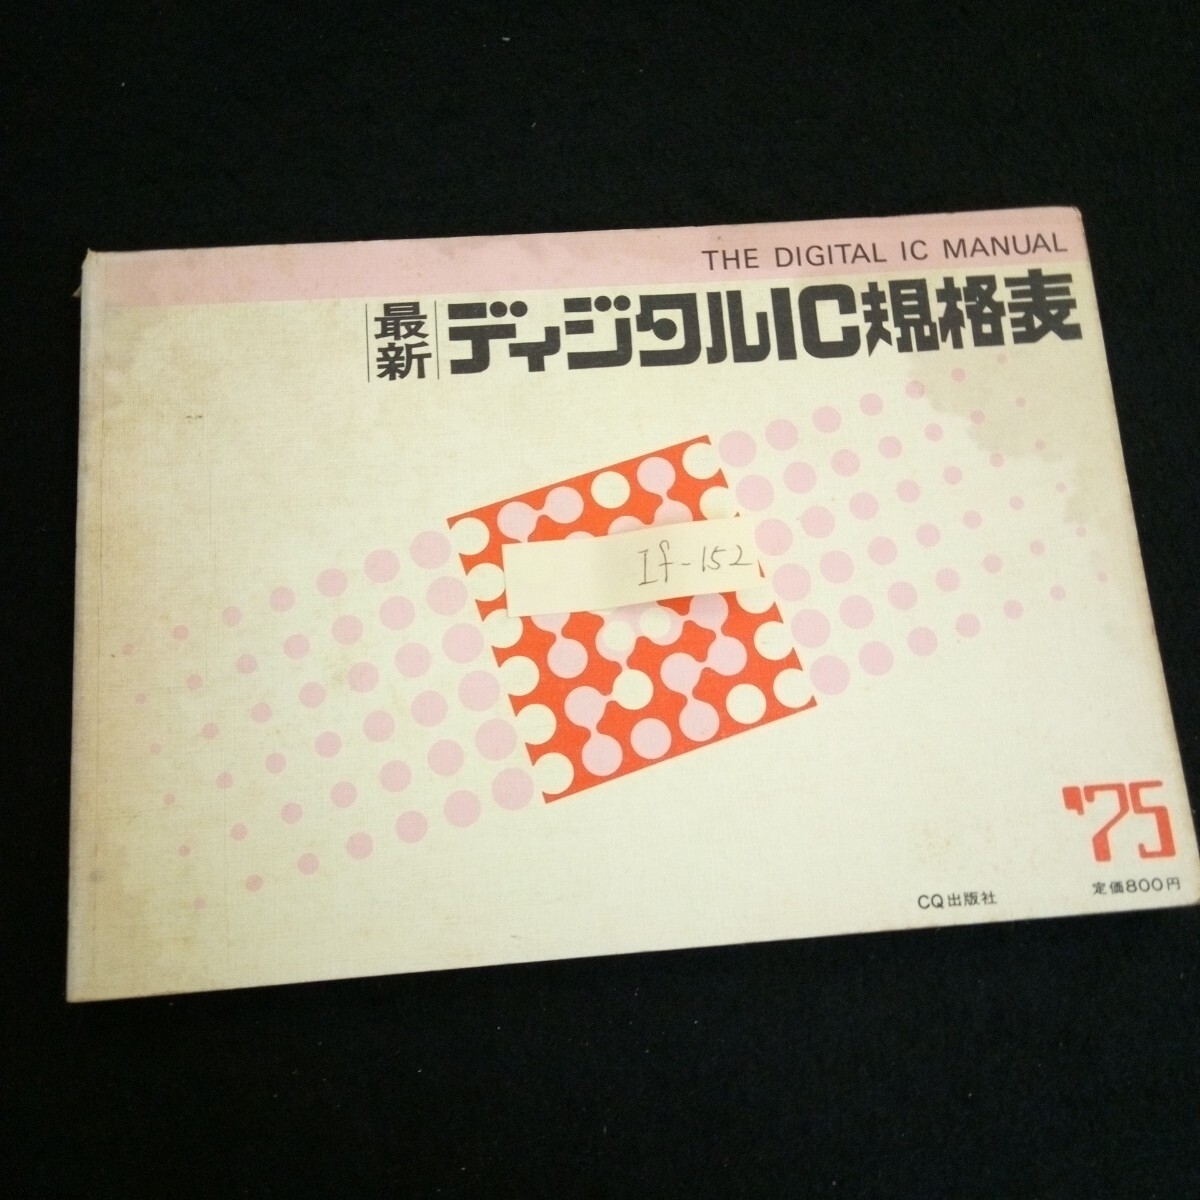 THE DIGITAL IC MANUAL
最新 ディジタルIC規格表
If-152
'75
定価800円
CQ出版社